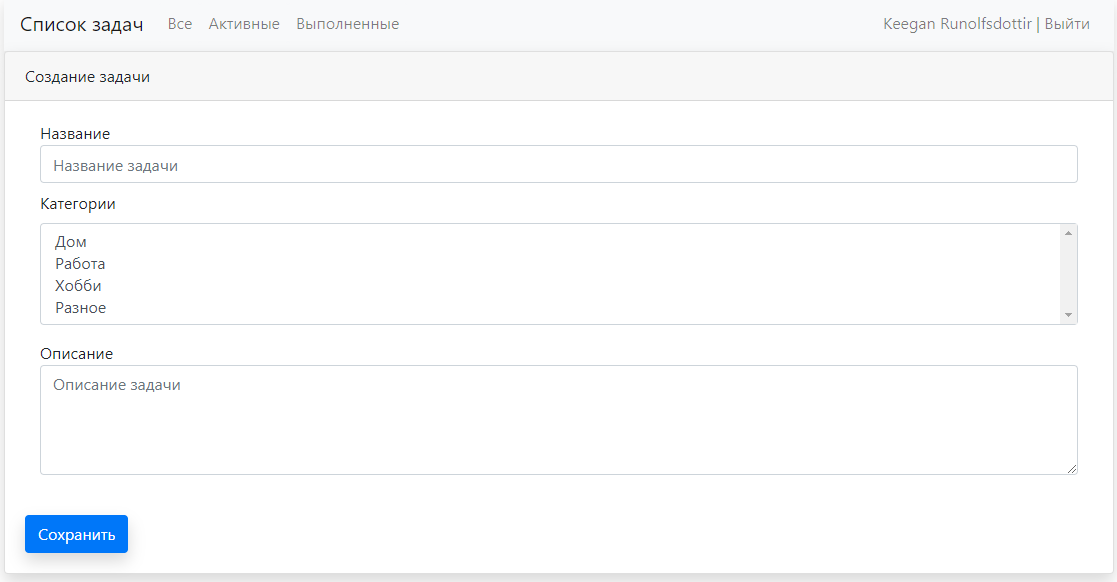 Список задач Все Активные Выполненные Keegan Runolfsdottir | Выйти
Создание задачи
Название
Название задачи
Категории
Дом
Работа
Хобби
Разное
Описание
Описание задачи
Сохранить